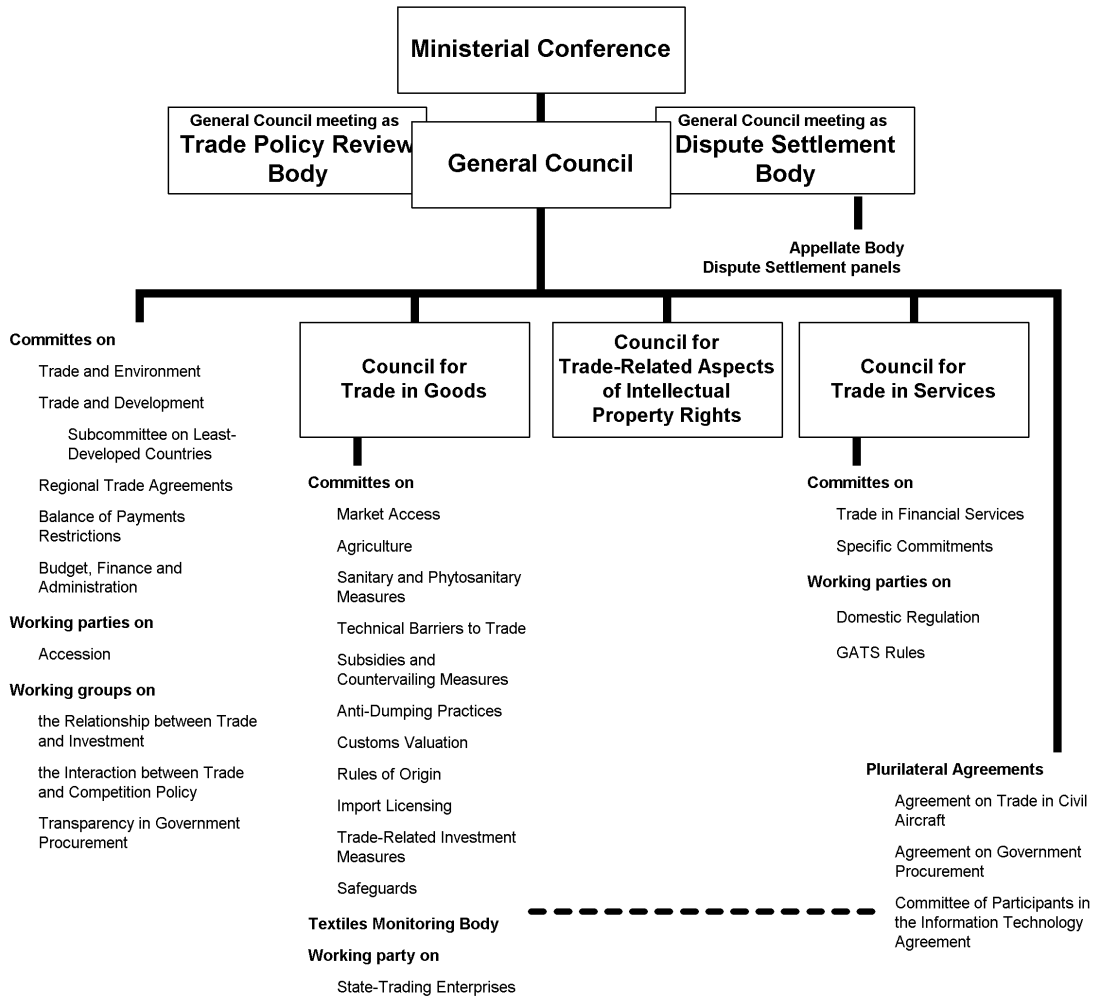 Ministerial Conference
General Council meeting as
Trade Policy Review
Body
General Council
General Council meeting as
Dispute Settlement
Body
Appellate Body
Dispute Settlement panels
Committes on
Trade and Environment
Trade and Development
Subcommittee on Least-
Developed Countries
Regional Trade Agreements
Balance of Payments
Restrictions
Budget, Finance and
Administration
Working parties on
Accession
Working groups on
the Relationship between Trade
and Investment
the Interaction between Trade
and Competition Policy
Transparency in Government
Procurement
Council for
Trade in Goods
Committes on
Market Access
Agriculture
Sanitary and Phytosanitary
Measures
Technical Barriers to Trade
Subsidies and
Countervailing Measures
Anti-Dumping Practices
Customs Valuation
Rules of Origin
Import Licensing
Trade-Related Investment
Measures
Safeguards
Textiles Monitoring Body
Working party on
State-Trading Enterprises
Council for
Trade-Related Aspects
of Intellectual
Property Rights
Council for
Trade in Services
Committes on
Trade in Financial Services
Specific Commitments
Working parties on
Domestic Regulation
GATS Rules
Plurilateral Agreements
Agreement on Trade in Civil
Aircraft
Agreement on Government
Procurement
Committee of Participants in
the Information Technology
Agreement